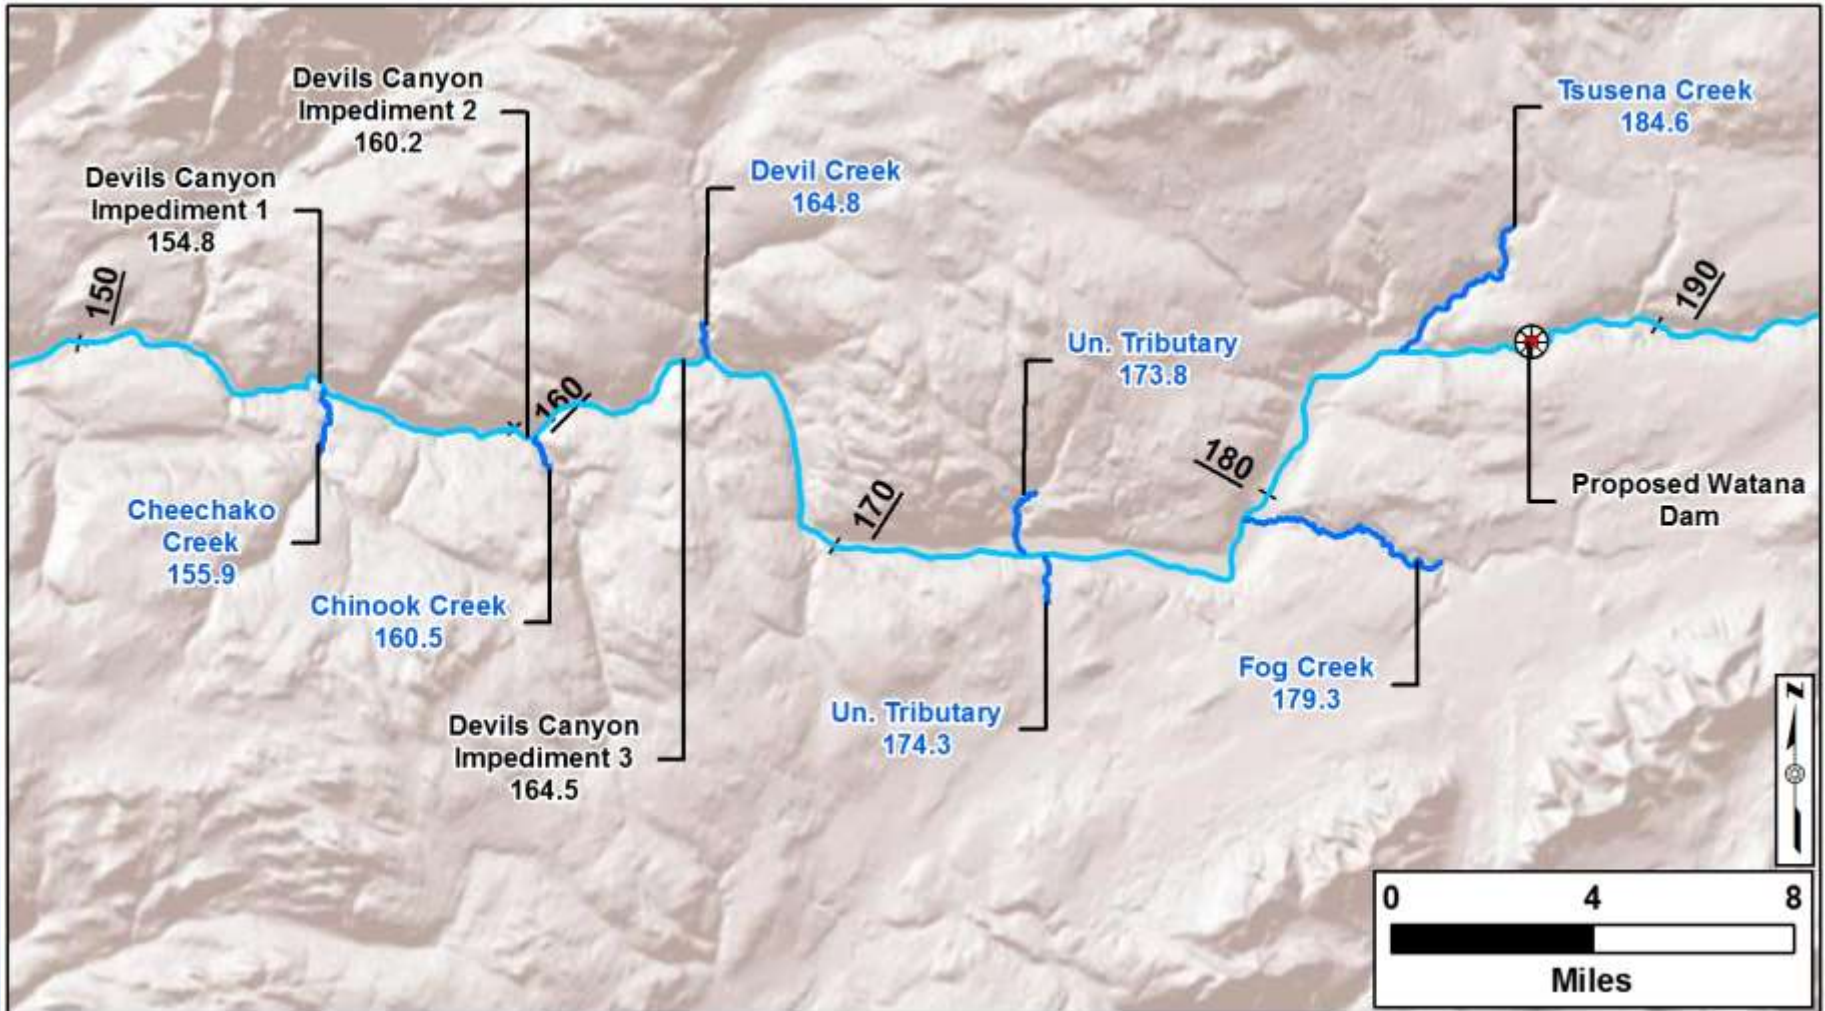 Devils Canyon
Impediment 2
160.2
Tsusena Creek
184.6
Devils Canyon
Impediment 1
154.8
Devil Creek
164.8
150
190
Un. Tributary
173.8
160
180
170
Proposed Watana
Dam
Cheechako
Creek
155.9
Chinook Creek
160.5
Fog Creek
179.3
Devils Canyon
Impediment 3
164.5
Un. Tributary
174.3
N
0 4 8
Miles